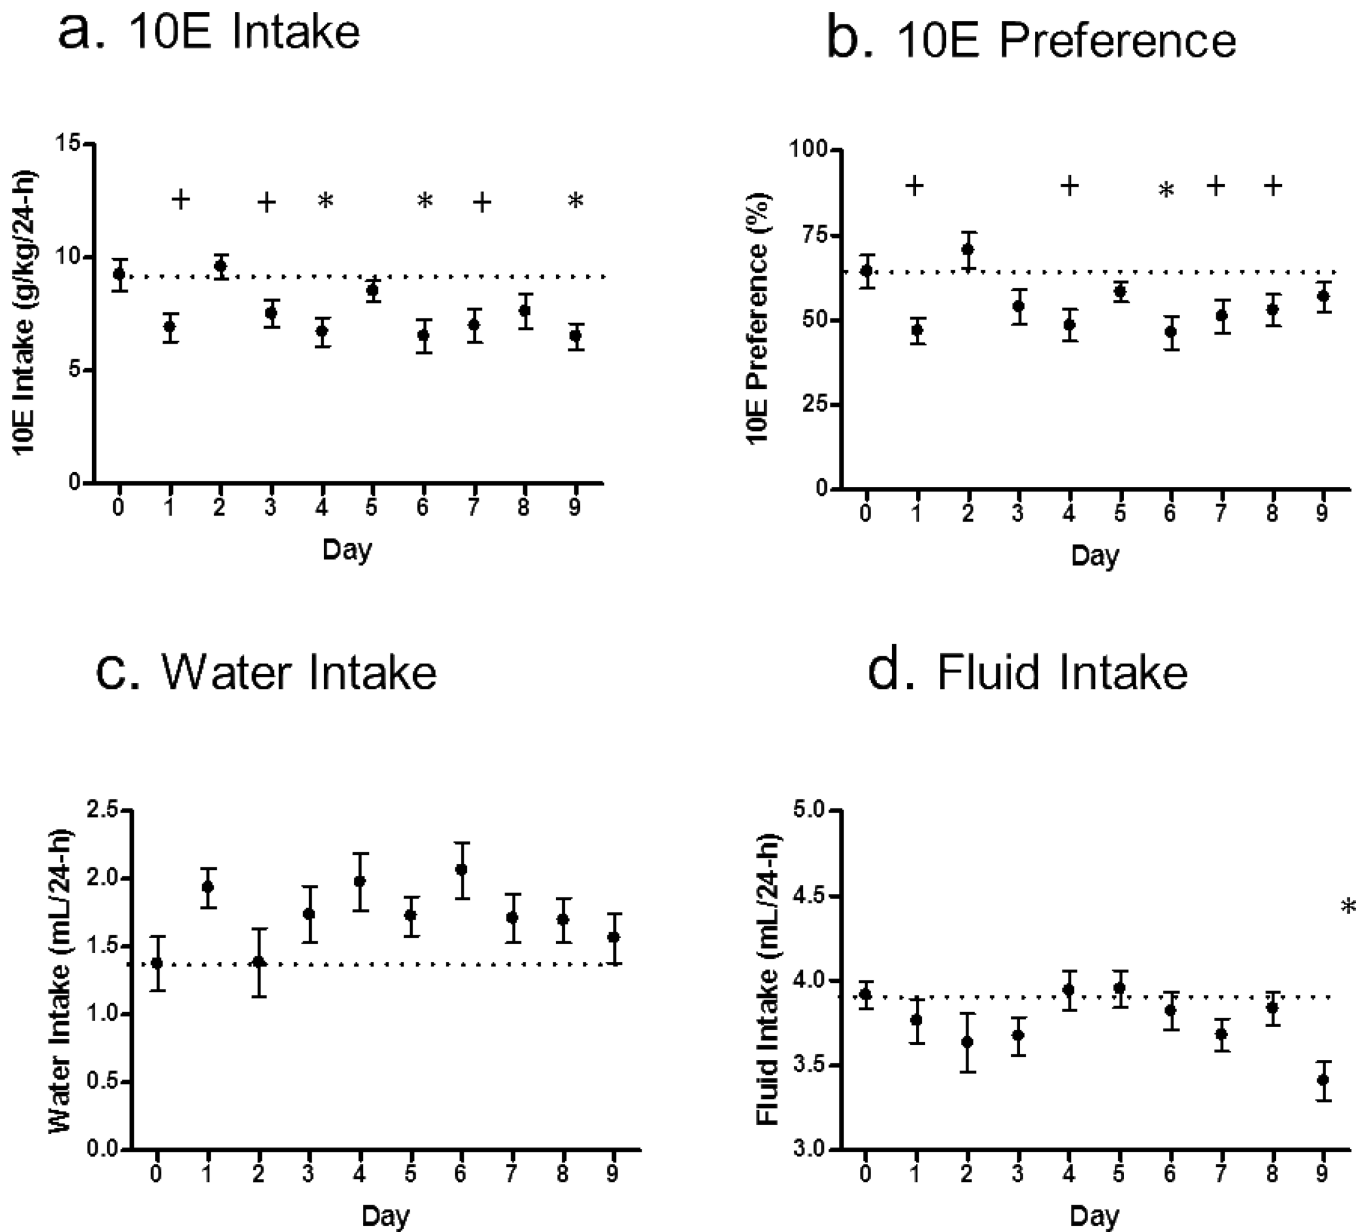 a. 10E Intake
b. 10E Preference
10E Intake (g/kg/24-h)
15
10
5
0
+ + * * + *
0 1 2 3 4 5 6 7 8 9
Day
10E Preference (%)
100
75
50
25
0
+ + * + +
0 1 2 3 4 5 6 7 8 9
Day
c. Water Intake
d. Fluid Intake
Water Intake (mL/24-h)
2.5
2.0
1.5
1.0
0.5
0.0
0 1 2 3 4 5 6 7 8 9
Day
Fluid Intake (mL/24-h)
5.0
4.5
4.0
3.5
3.0
*
0 1 2 3 4 5 6 7 8 9
Day